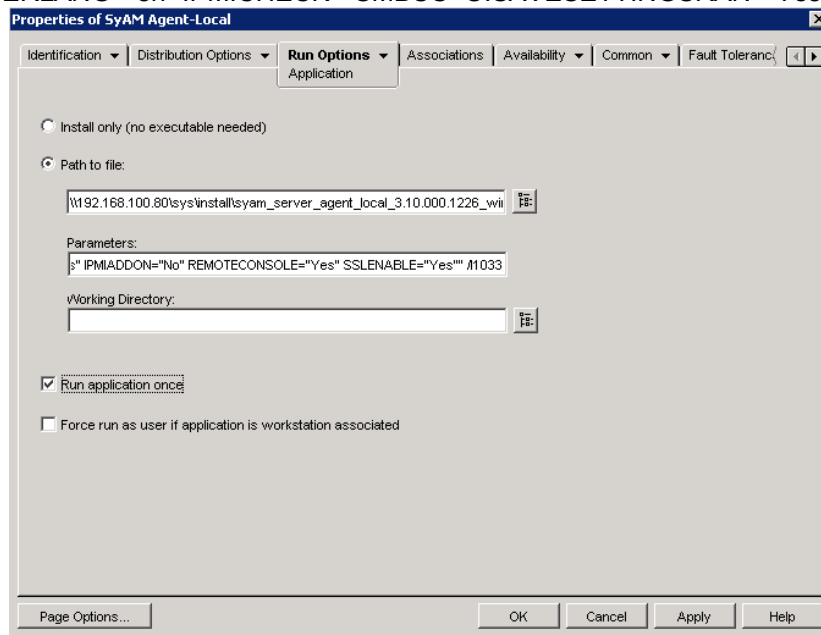 Properties of SyAM Agent-Local
Identification Distribution Options Run Options Associations Availability Common Fault Toleranc
Application
Install only (no executable needed)
Path to file:
\\192.168.100.80\sys\install\syam_server_agent_local_3.10.000.1226_wi
Parameters:
s" IPMIADDON="No" REMOTECONSOLE="Yes" SSLENABLE="Yes"" /l1033
Working Directory:
Run application once
Force run as user if application is workstation associated
Page Options... OK Cancel Apply Help